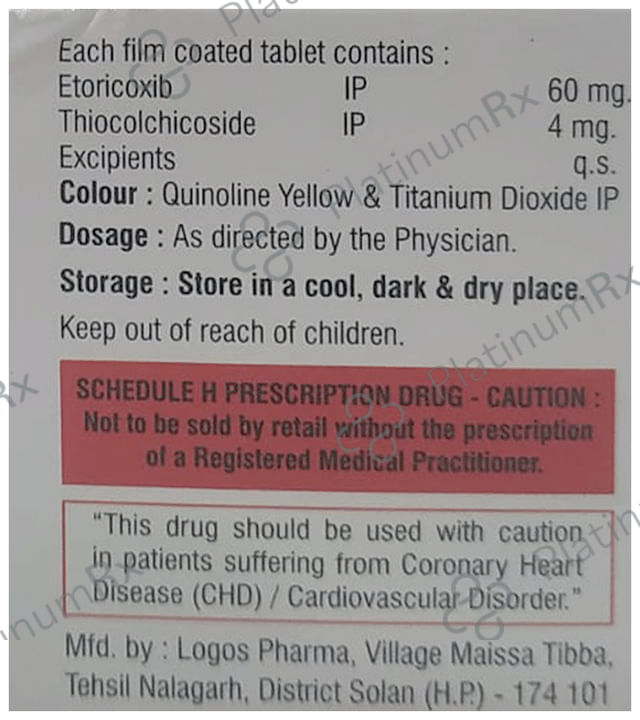 Each film coated tablet contains :
Etoricoxib IP 60 mg.
Thiocolchicoside IP 4 mg.
Excipients q.s.
Colour : Quinoline Yellow & Titanium Dioxide IP
Dosage : As directed by the Physician.
Storage : Store in a cool, dark & dry place.
Keep out of reach of children.
SCHEDULE H PRESCRIPTION DRUG - CAUTION :
Not to be sold by retail without the prescription
of a Registered Medical Practitioner.
"This drug should be used with caution
in patients suffering from Coronary Heart
Disease (CHD) / Cardiovascular Disorder."
Mfd. by : Logos Pharma, Village Maissa Tibba,
Tehsil Nalagarh, District Solan (H.P.) - 174 101
PlatinumRx
PlatinumRx